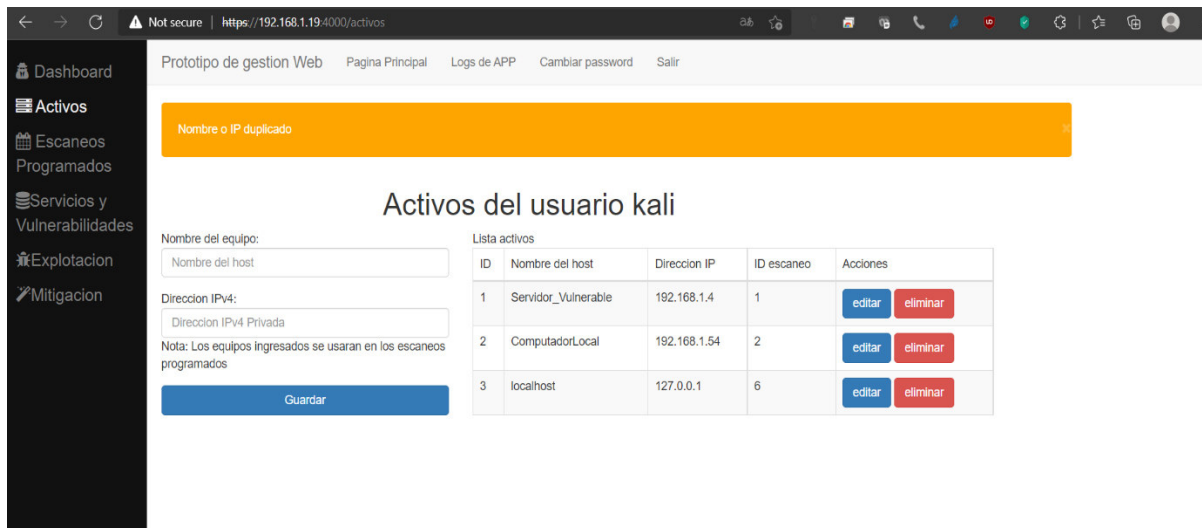 Not secure https://192.168.1.19:4000/activos
Dashboard
Activos
Escaneos
Programados
Servicios y
Vulnerabilidades
Explotacion
Mitigacion
Prototipo de gestion Web Pagina Principal Logs de APP Cambiar password Salir
Nombre o IP duplicado ×
Activos del usuario kali
Nombre del equipo:
Nombre del host
Direccion IPv4:
Direccion IPv4 Privada
Nota: Los equipos ingresados se usaran en los escaneos
programados
Guardar
Lista activos
ID Nombre del host Direccion IP ID escaneo Acciones
1 Servidor_Vulnerable 192.168.1.4 1 editar eliminar
2 ComputadorLocal 192.168.1.54 2 editar eliminar
3 localhost 127.0.0.1 6 editar eliminar